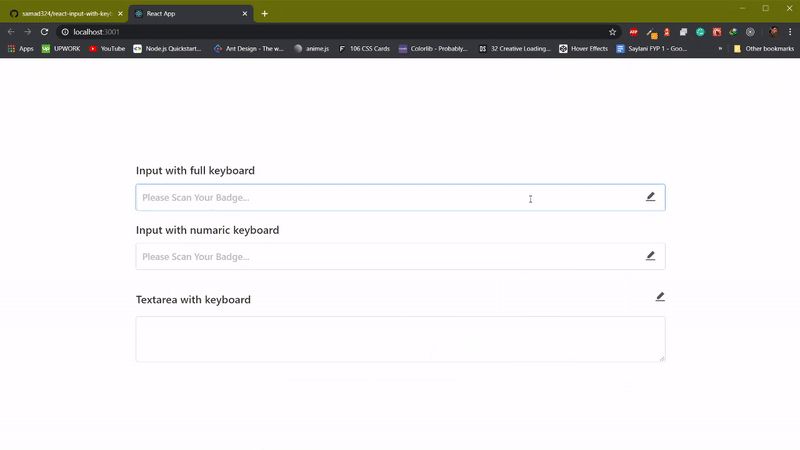 samad324/react-input-with-keyb
React App
localhost:3001
Apps
UPWORK
YouTube
Node.js Quickstart...
Ant Design - The w...
anime.js
106 CSS Cards
Colorlib - Probably...
32 Creative Loading...
Hover Effects
Saylani FYP 1 - Goo...
»
Other bookmarks
Input with full keyboard
Please Scan Your Badge...
Input with numaric keyboard
Please Scan Your Badge...
Textarea with keyboard